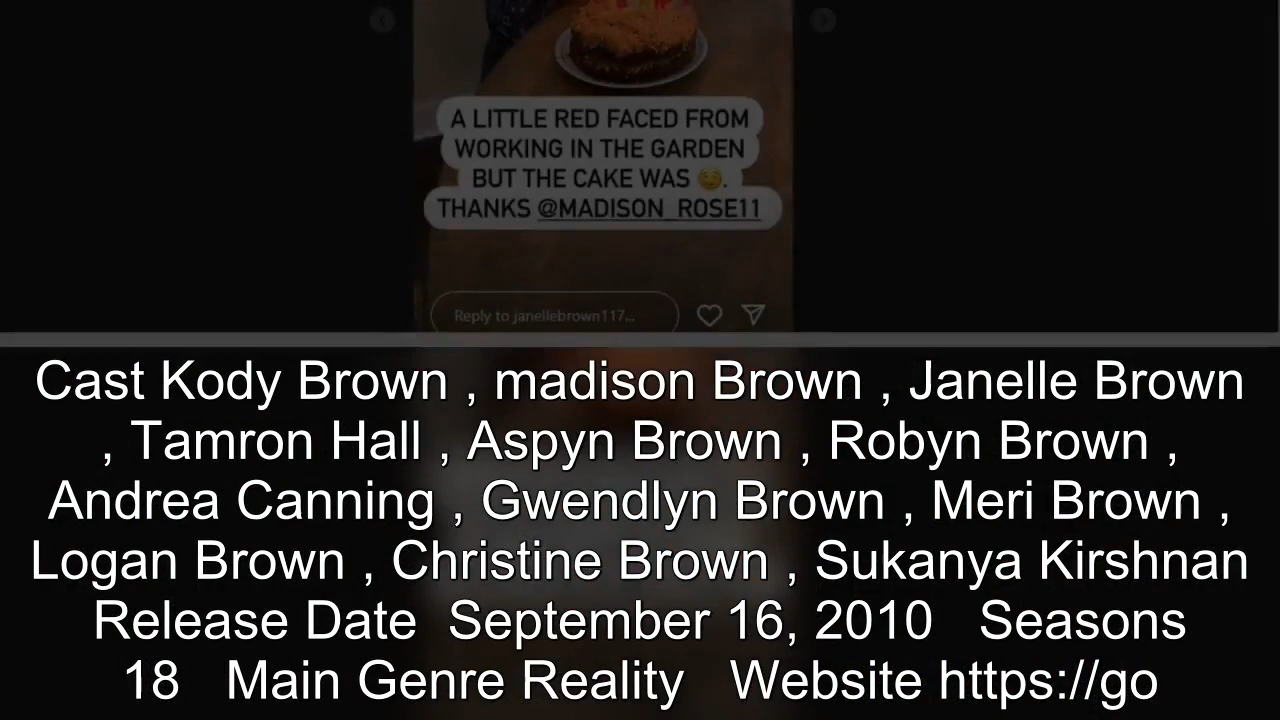 A LITTLE RED FACED FROM
WORKING IN THE GARDEN
BUT THE CAKE WAS 😋.
THANKS @MADISON_ROSE11
Reply to janellebrown117...
Cast Kody Brown , madison Brown , Janelle Brown
, Tamron Hall , Aspyn Brown , Robyn Brown ,
Andrea Canning , Gwendlyn Brown , Meri Brown ,
Logan Brown , Christine Brown , Sukanya Kirshnan
Release Date  September 16, 2010   Seasons
18   Main Genre Reality   Website https://go